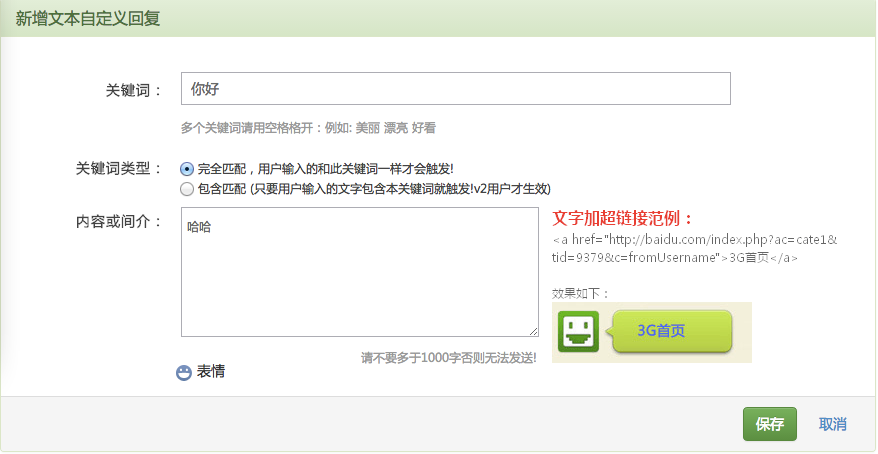 新增文本自定义回复
关键词：
你好
多个关键词请用空格格开：例如: 美丽 漂亮 好看
关键词类型：
完全匹配，用户输入的和此关键词一样才会触发!
包含匹配 (只要用户输入的文字包含本关键词就触发!v2用户才生效)
内容或间介：
哈哈
文字加超链接范例：
<a href="http://baidu.com/index.php?ac=cate1&
tid=9379&c=fromUsername">3G首页</a>
效果如下：
3G首页
请不要多于1000字否则无法发送!
表情
保存
取消